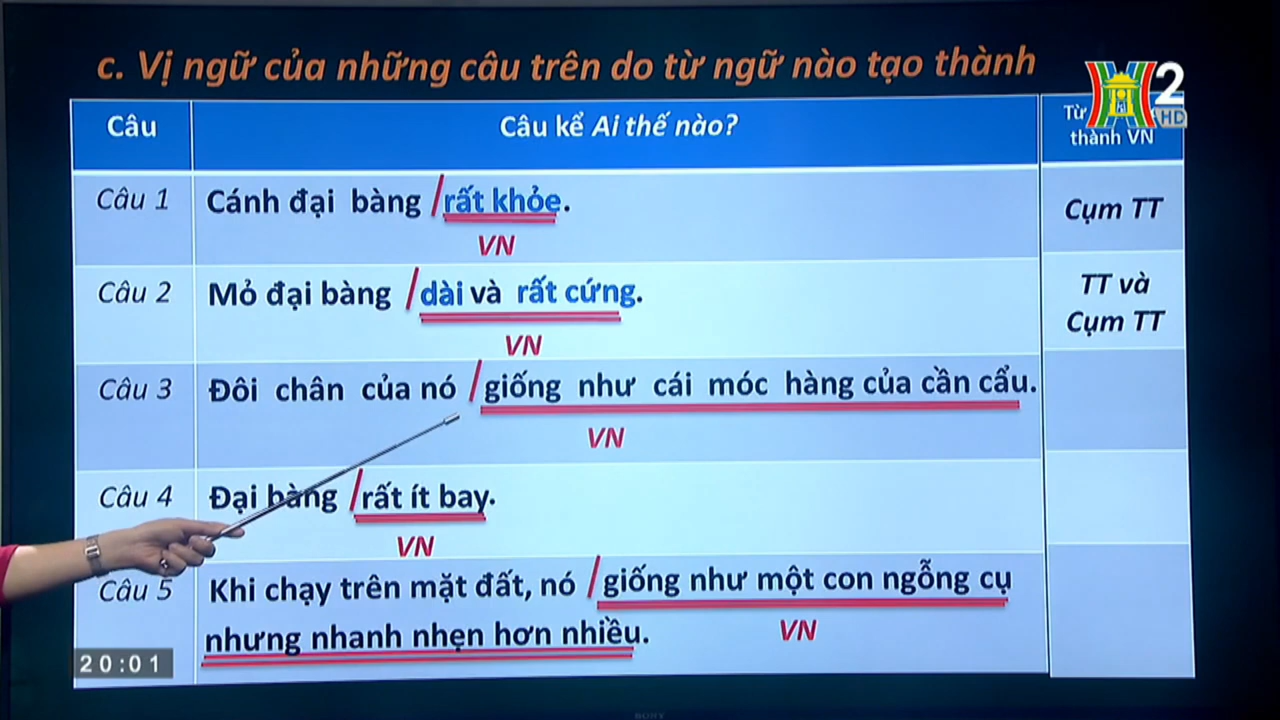 c. Vị ngữ của những câu trên do từ ngữ nào tạo thành
2
HD
Câu
Câu kể Ai thế nào?
Từ
thành VN
Câu 1
Cánh đại bàng /rất khỏe.
Cụm TT
VN
Câu 2
Mỏ đại bàng /dài và rất cứng.
TT và
Cụm TT
VN
Câu 3
Đôi chân của nó /giống như cái móc hàng của cần cẩu.
VN
Câu 4
Đại bàng /rất ít bay.
VN
Câu 5
Khi chạy trên mặt đất, nó /giống như một con ngỗng cụ
nhưng nhanh nhẹn hơn nhiều.
VN
20:01
SONY